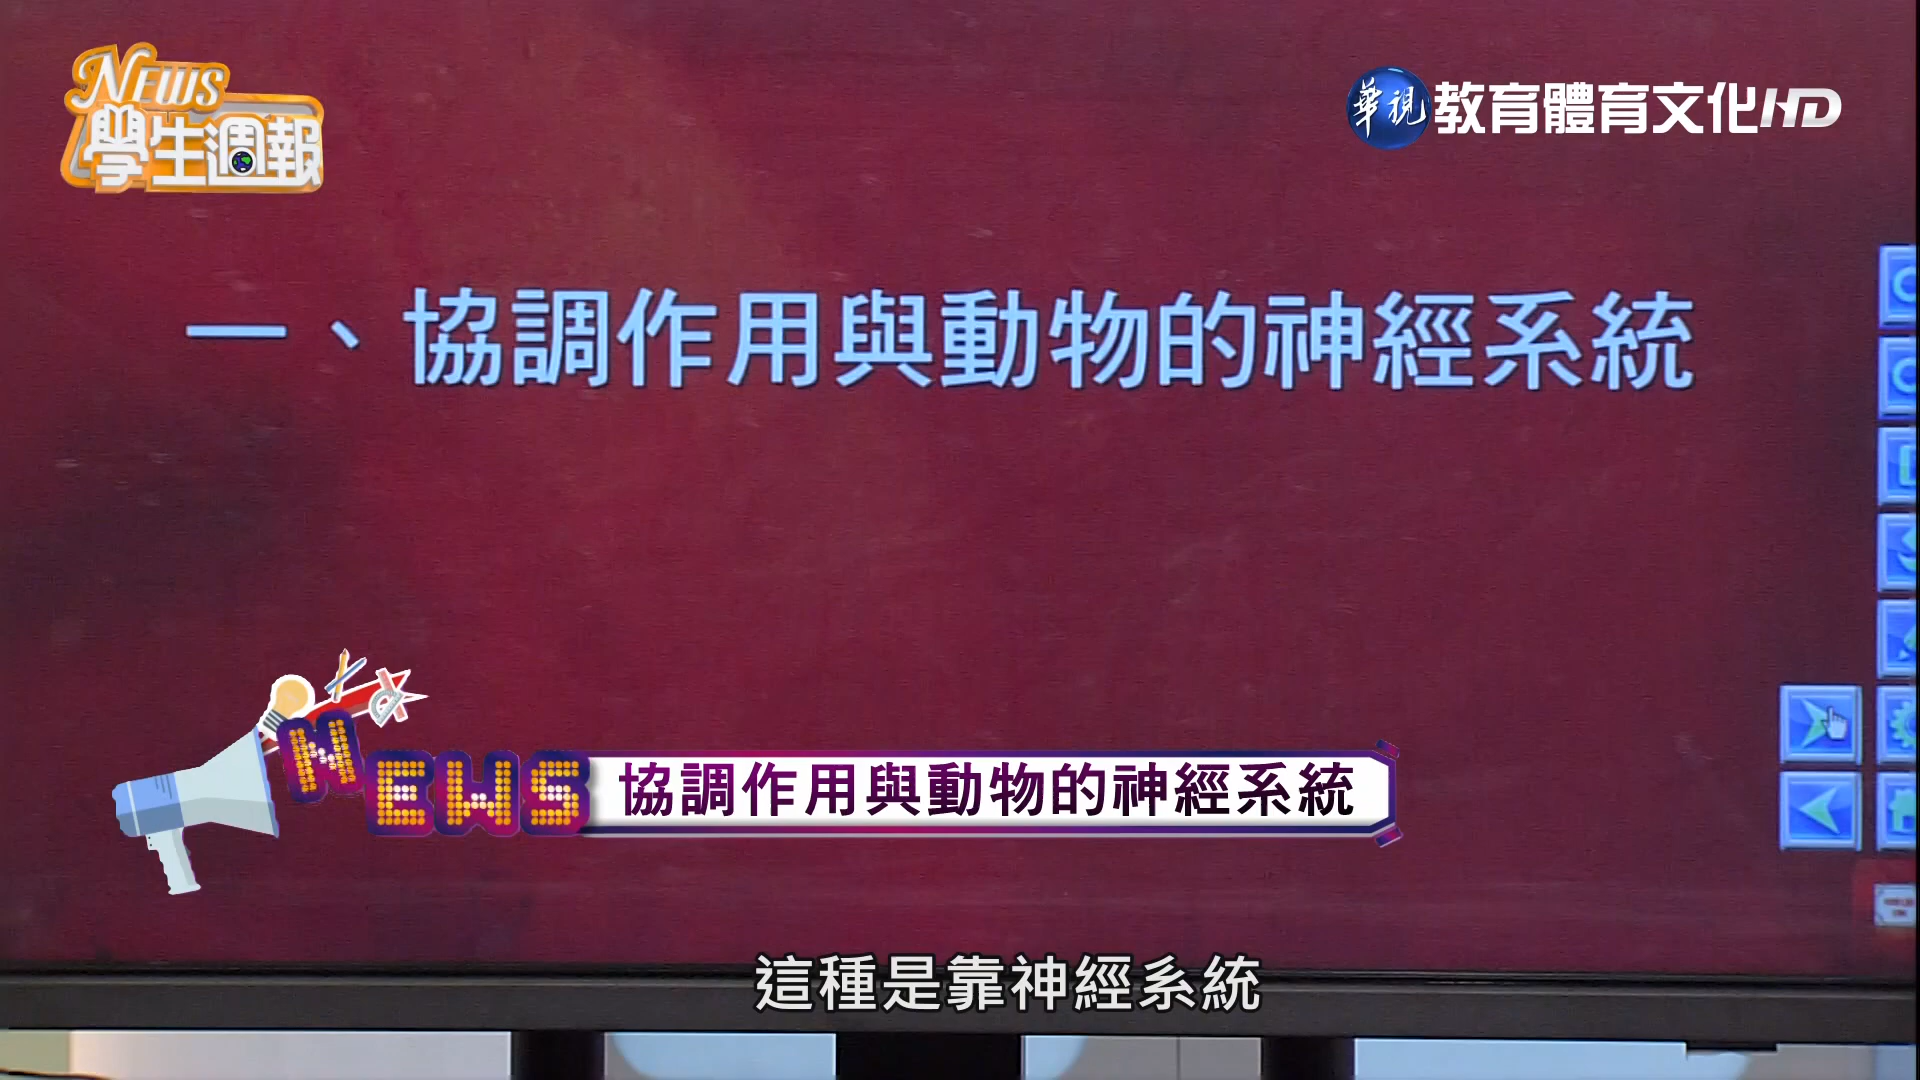 NEWS
學生週報
華視 教育體育文化HD
一、協調作用與動物的神經系統
NEWS 協調作用與動物的神經系統
這種是靠神經系統